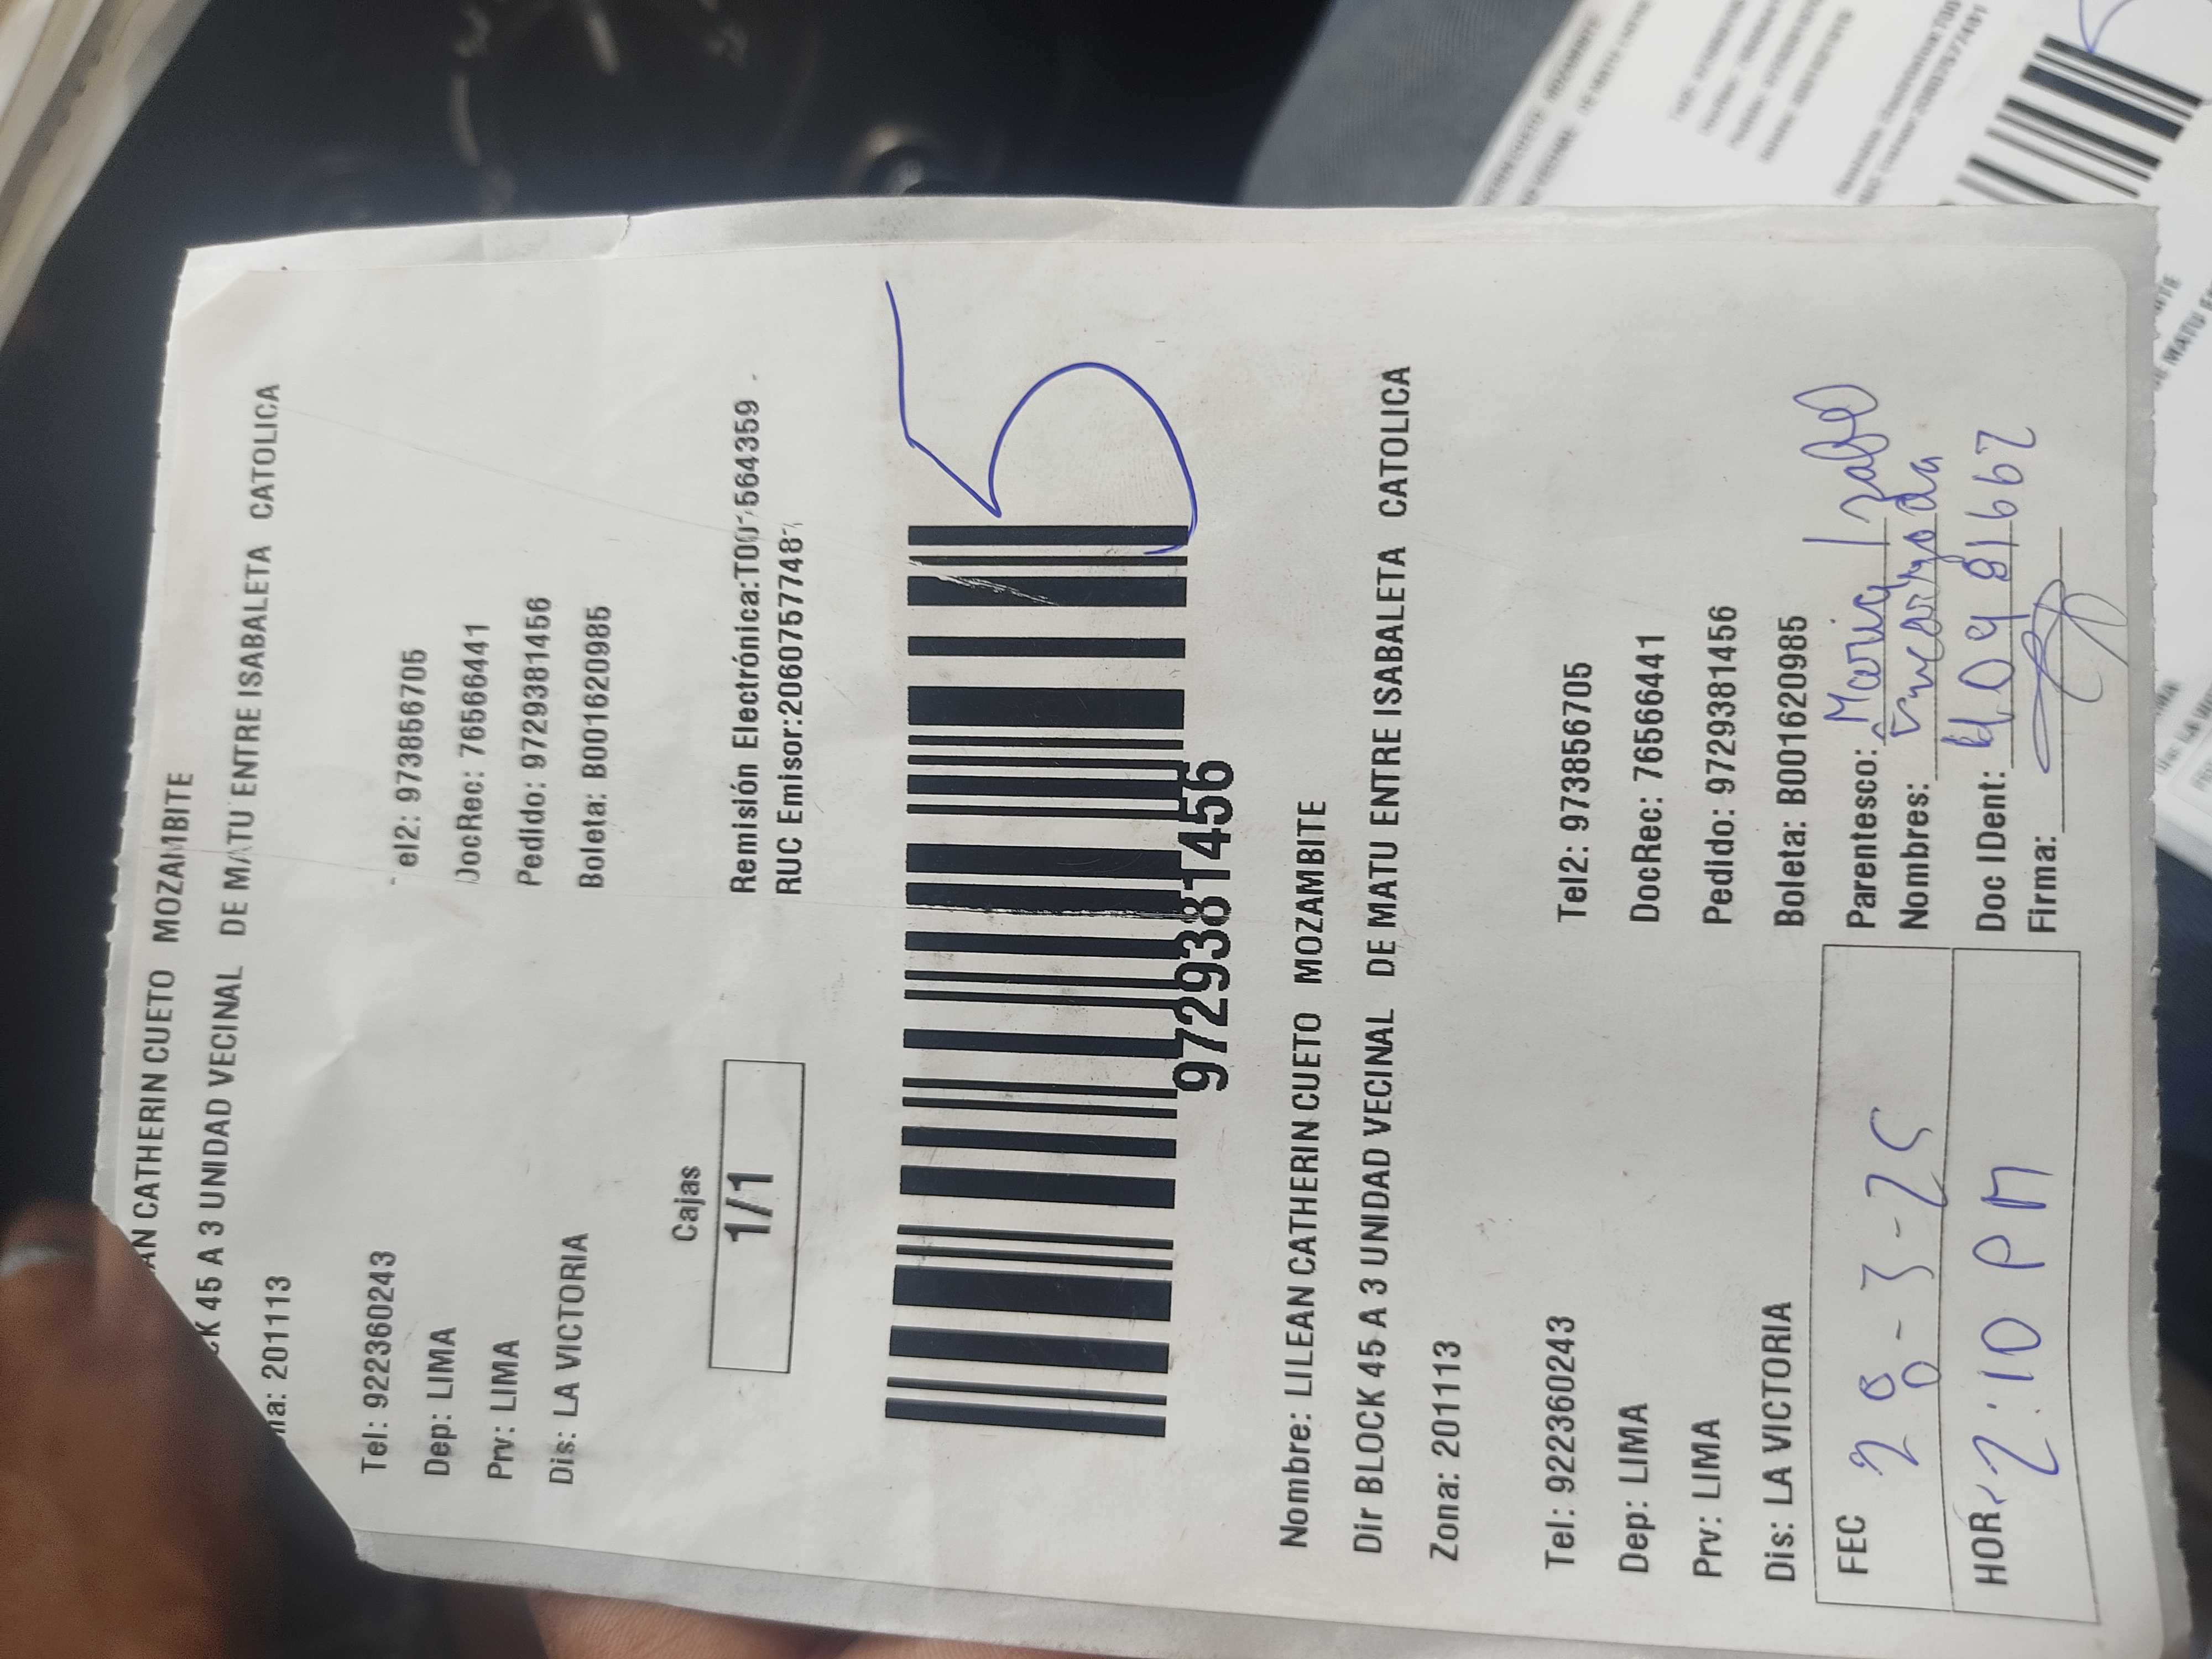 AN CATHERIN CUETO MOZAMBITE
CK 45 A 3 UNIDAD VECINAL DE MATU ENTRE ISABALETA CATOLICA
na: 201113
Tel: 922360243
el2: 973856705
Dep: LIMA
DocRec: 76566441
Prv: LIMA
Pedido: 9729381456
Dis: LA VICTORIA
Boleta: B001620985
Cajas
1/1
Remisión Electrónica:
RUC Emisor:
5
9729381456
Nombre: LILEAN CATHERIN CUETO MOZAMBITE
Dir BLOCK 45 A 3 UNIDAD VECINAL DE MATU ENTRE ISABALETA CATOLICA
Zona: 201113
Tel: 922360243
Tel2: 973856705
Dep: LIMA
DocRec: 76566441
Prv: LIMA
Pedido: 9729381456
Dis: LA VICTORIA
Boleta: B001620985
FEC 28-3-25
Parentesco: Maria Izabel
Nombres:
HOR 2:10 PM
Doc IDent:
Firma: